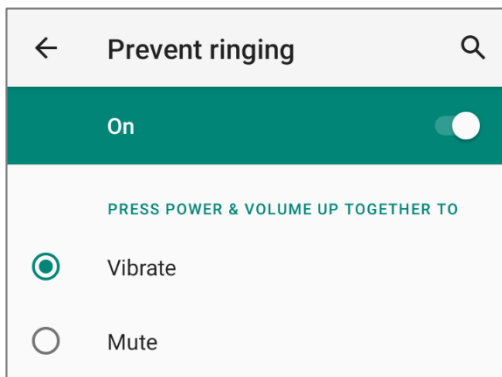 Prevent ringing
On
PRESS POWER & VOLUME UP TOGETHER TO
Vibrate
Mute